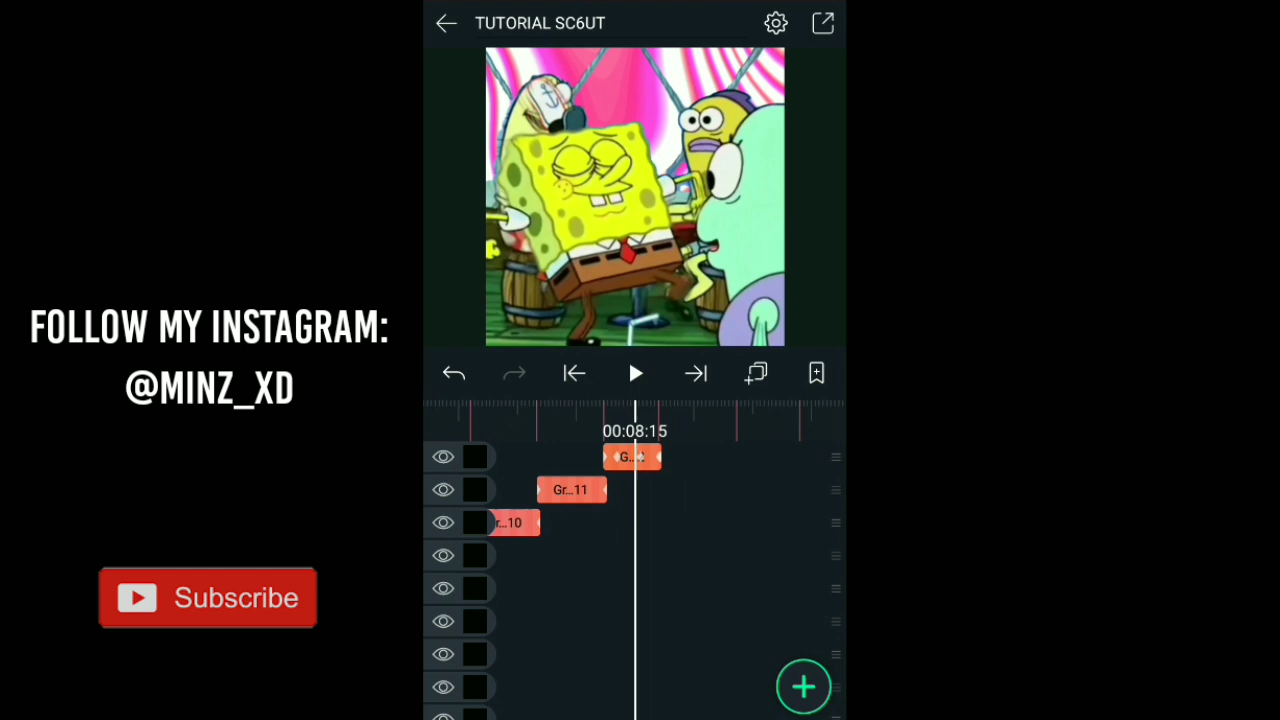 TUTORIAL SC6UT
FOLLOW MY INSTAGRAM:
@MINZ_XD
00:08:15
G...
Gr...11
r...10
Subscribe